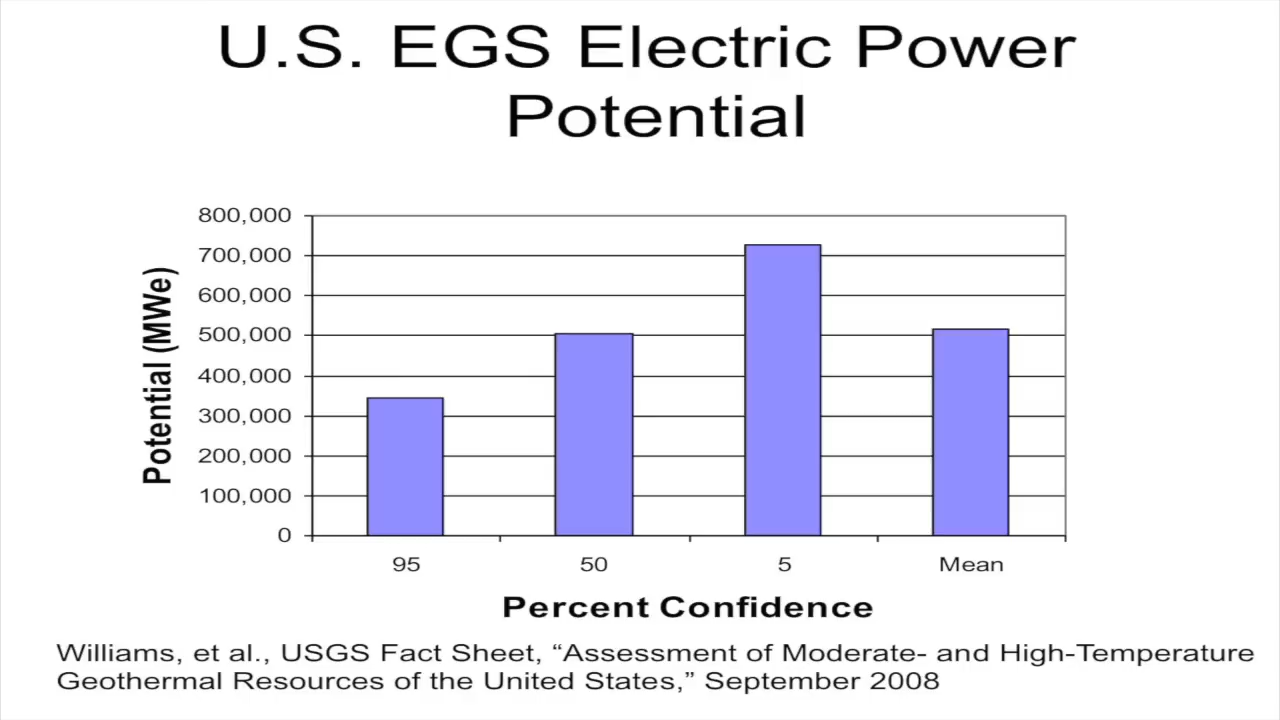 U.S. EGS Electric Power
Potential
800,000
700,000
600,000
500,000
400,000
300,000
200,000
100,000
0
Potential (MWe)
95 50 5 Mean
Percent Confidence
Williams, et al., USGS Fact Sheet, “Assessment of Moderate- and High-Temperature
Geothermal Resources of the United States,” September 2008